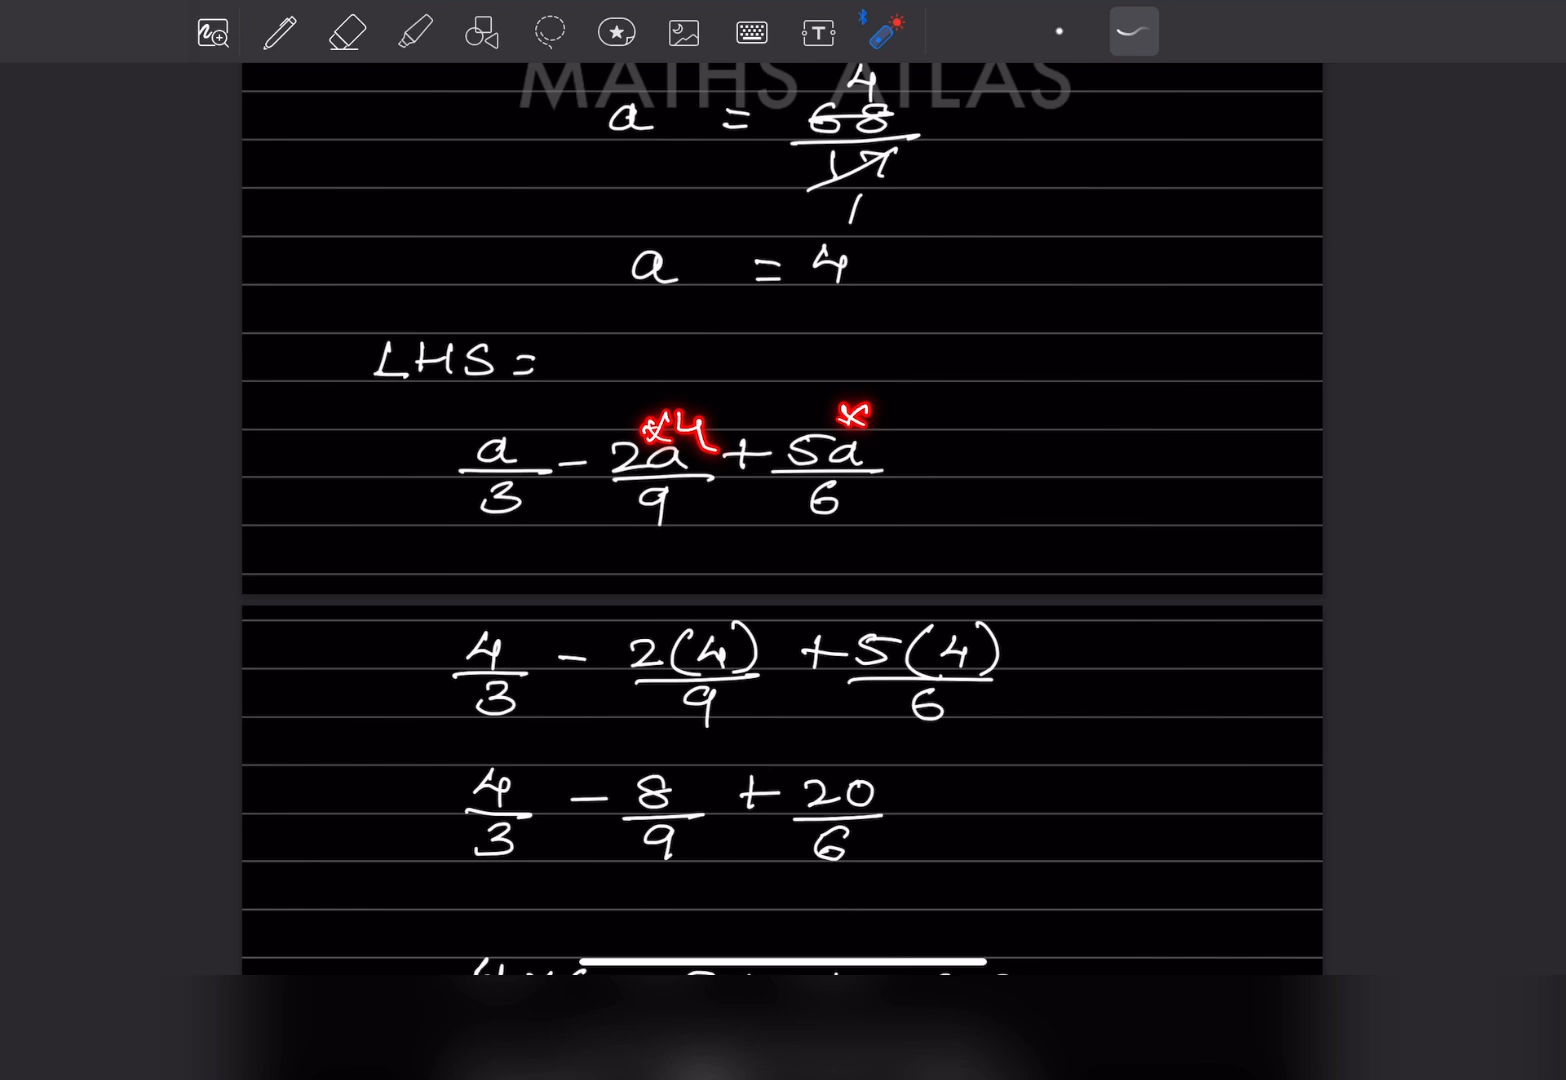 MATHS ATLAS
4
a = 68
17
1
a = 4
LHS =
×4 ×
a/3 - 2a/9 + 5a/6
4/3 - 2(4)/9 + 5(4)/6
4/3 - 8/9 + 20/6